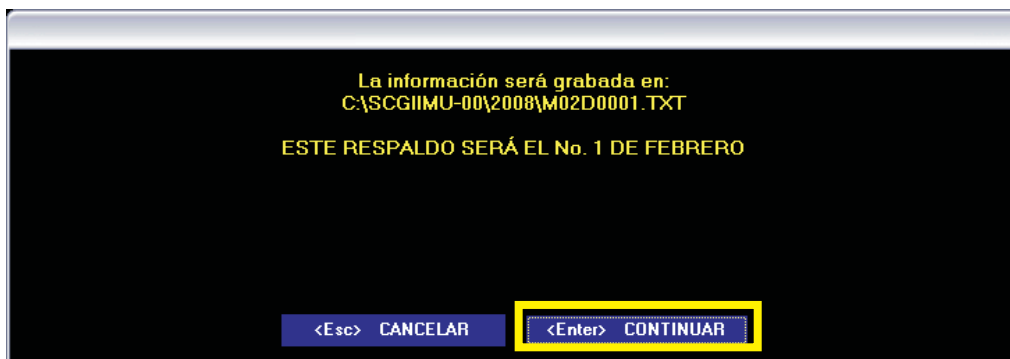 La información será grabada en:
C:\SCGIIMU-00\2008\M02D0001.TXT
ESTE RESPALDO SERÁ EL No. 1 DE FEBRERO
<Esc> CANCELAR
<Enter> CONTINUAR